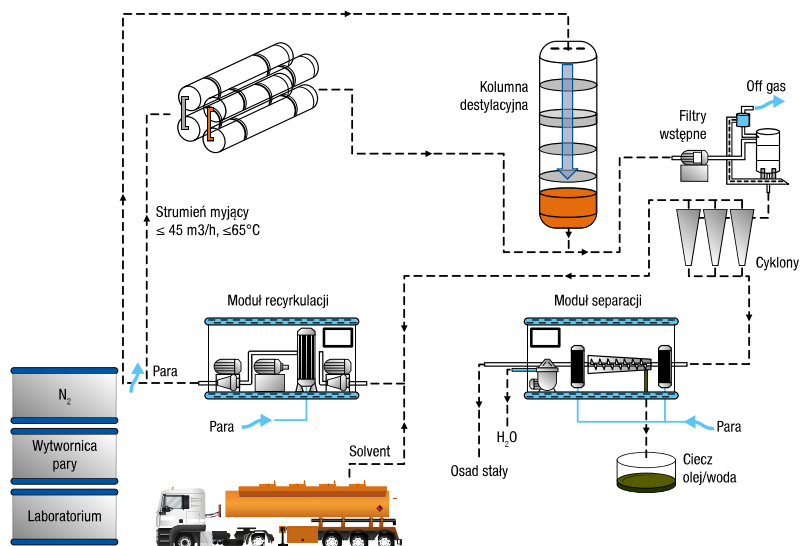 Kolumna
destylacyjna
Off gas
Filtry
wstępne
Strumień myjący
≤ 45 m3/h, ≤65°C
Cyklony
Moduł recyrkulacji
Moduł separacji
Para
N2
Para
Para
H2O
Wytwornica
pary
Solvent
Osad stały
Ciecz
olej/woda
Laboratorium